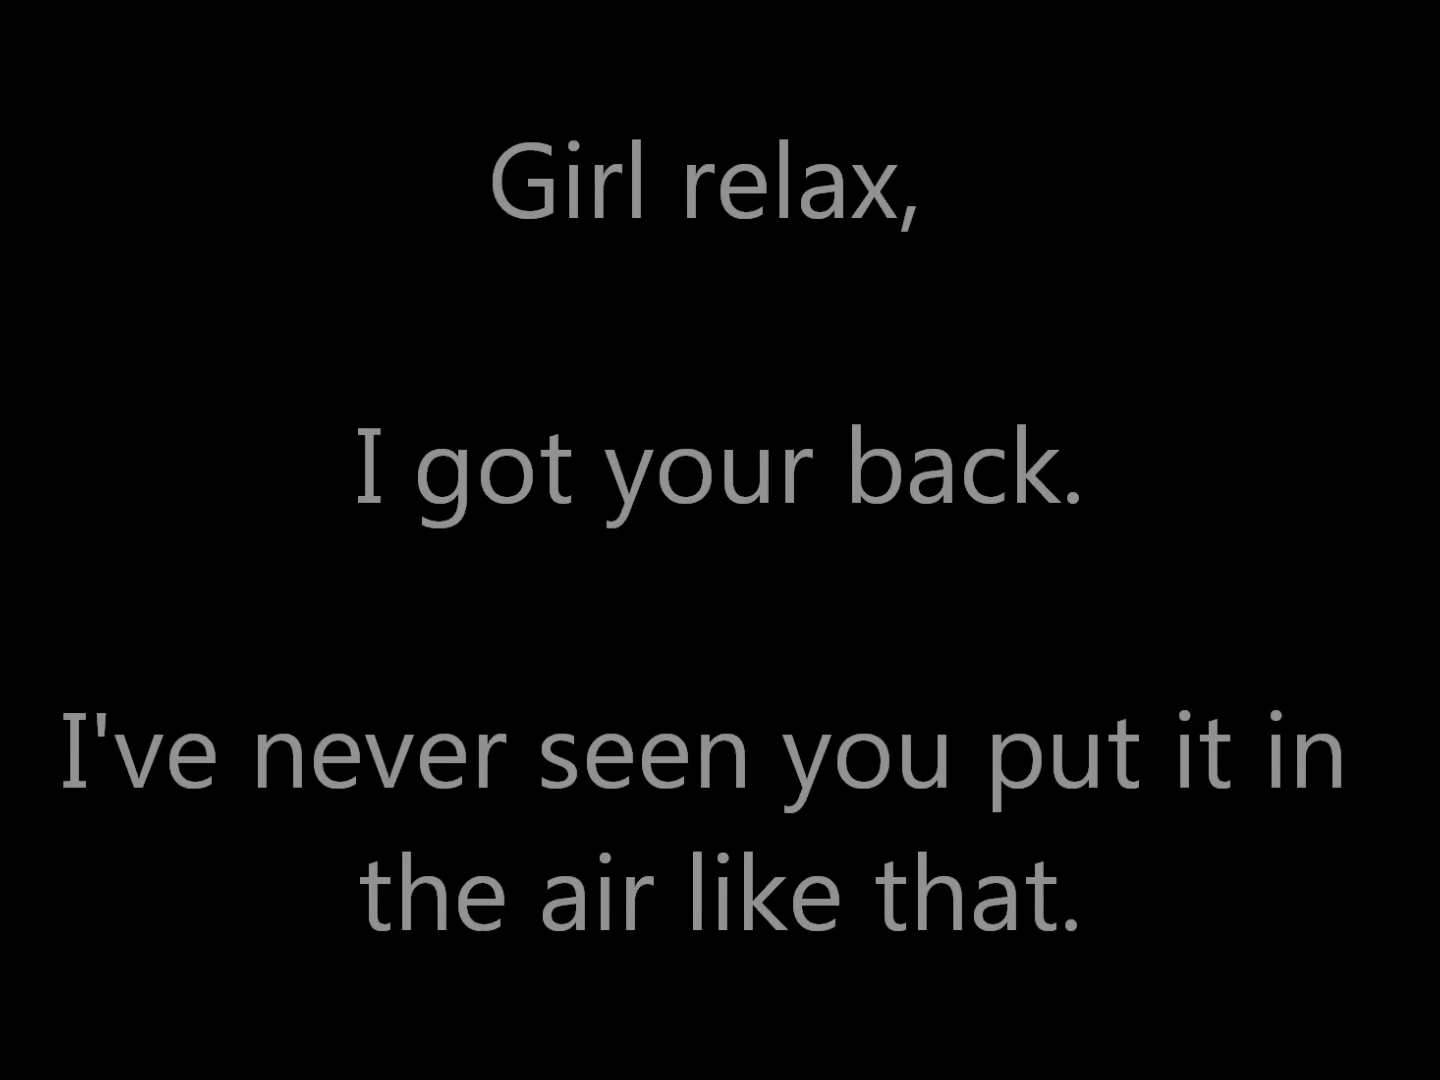 Girl relax,
I got your back.
I've never seen you put it in
the air like that.